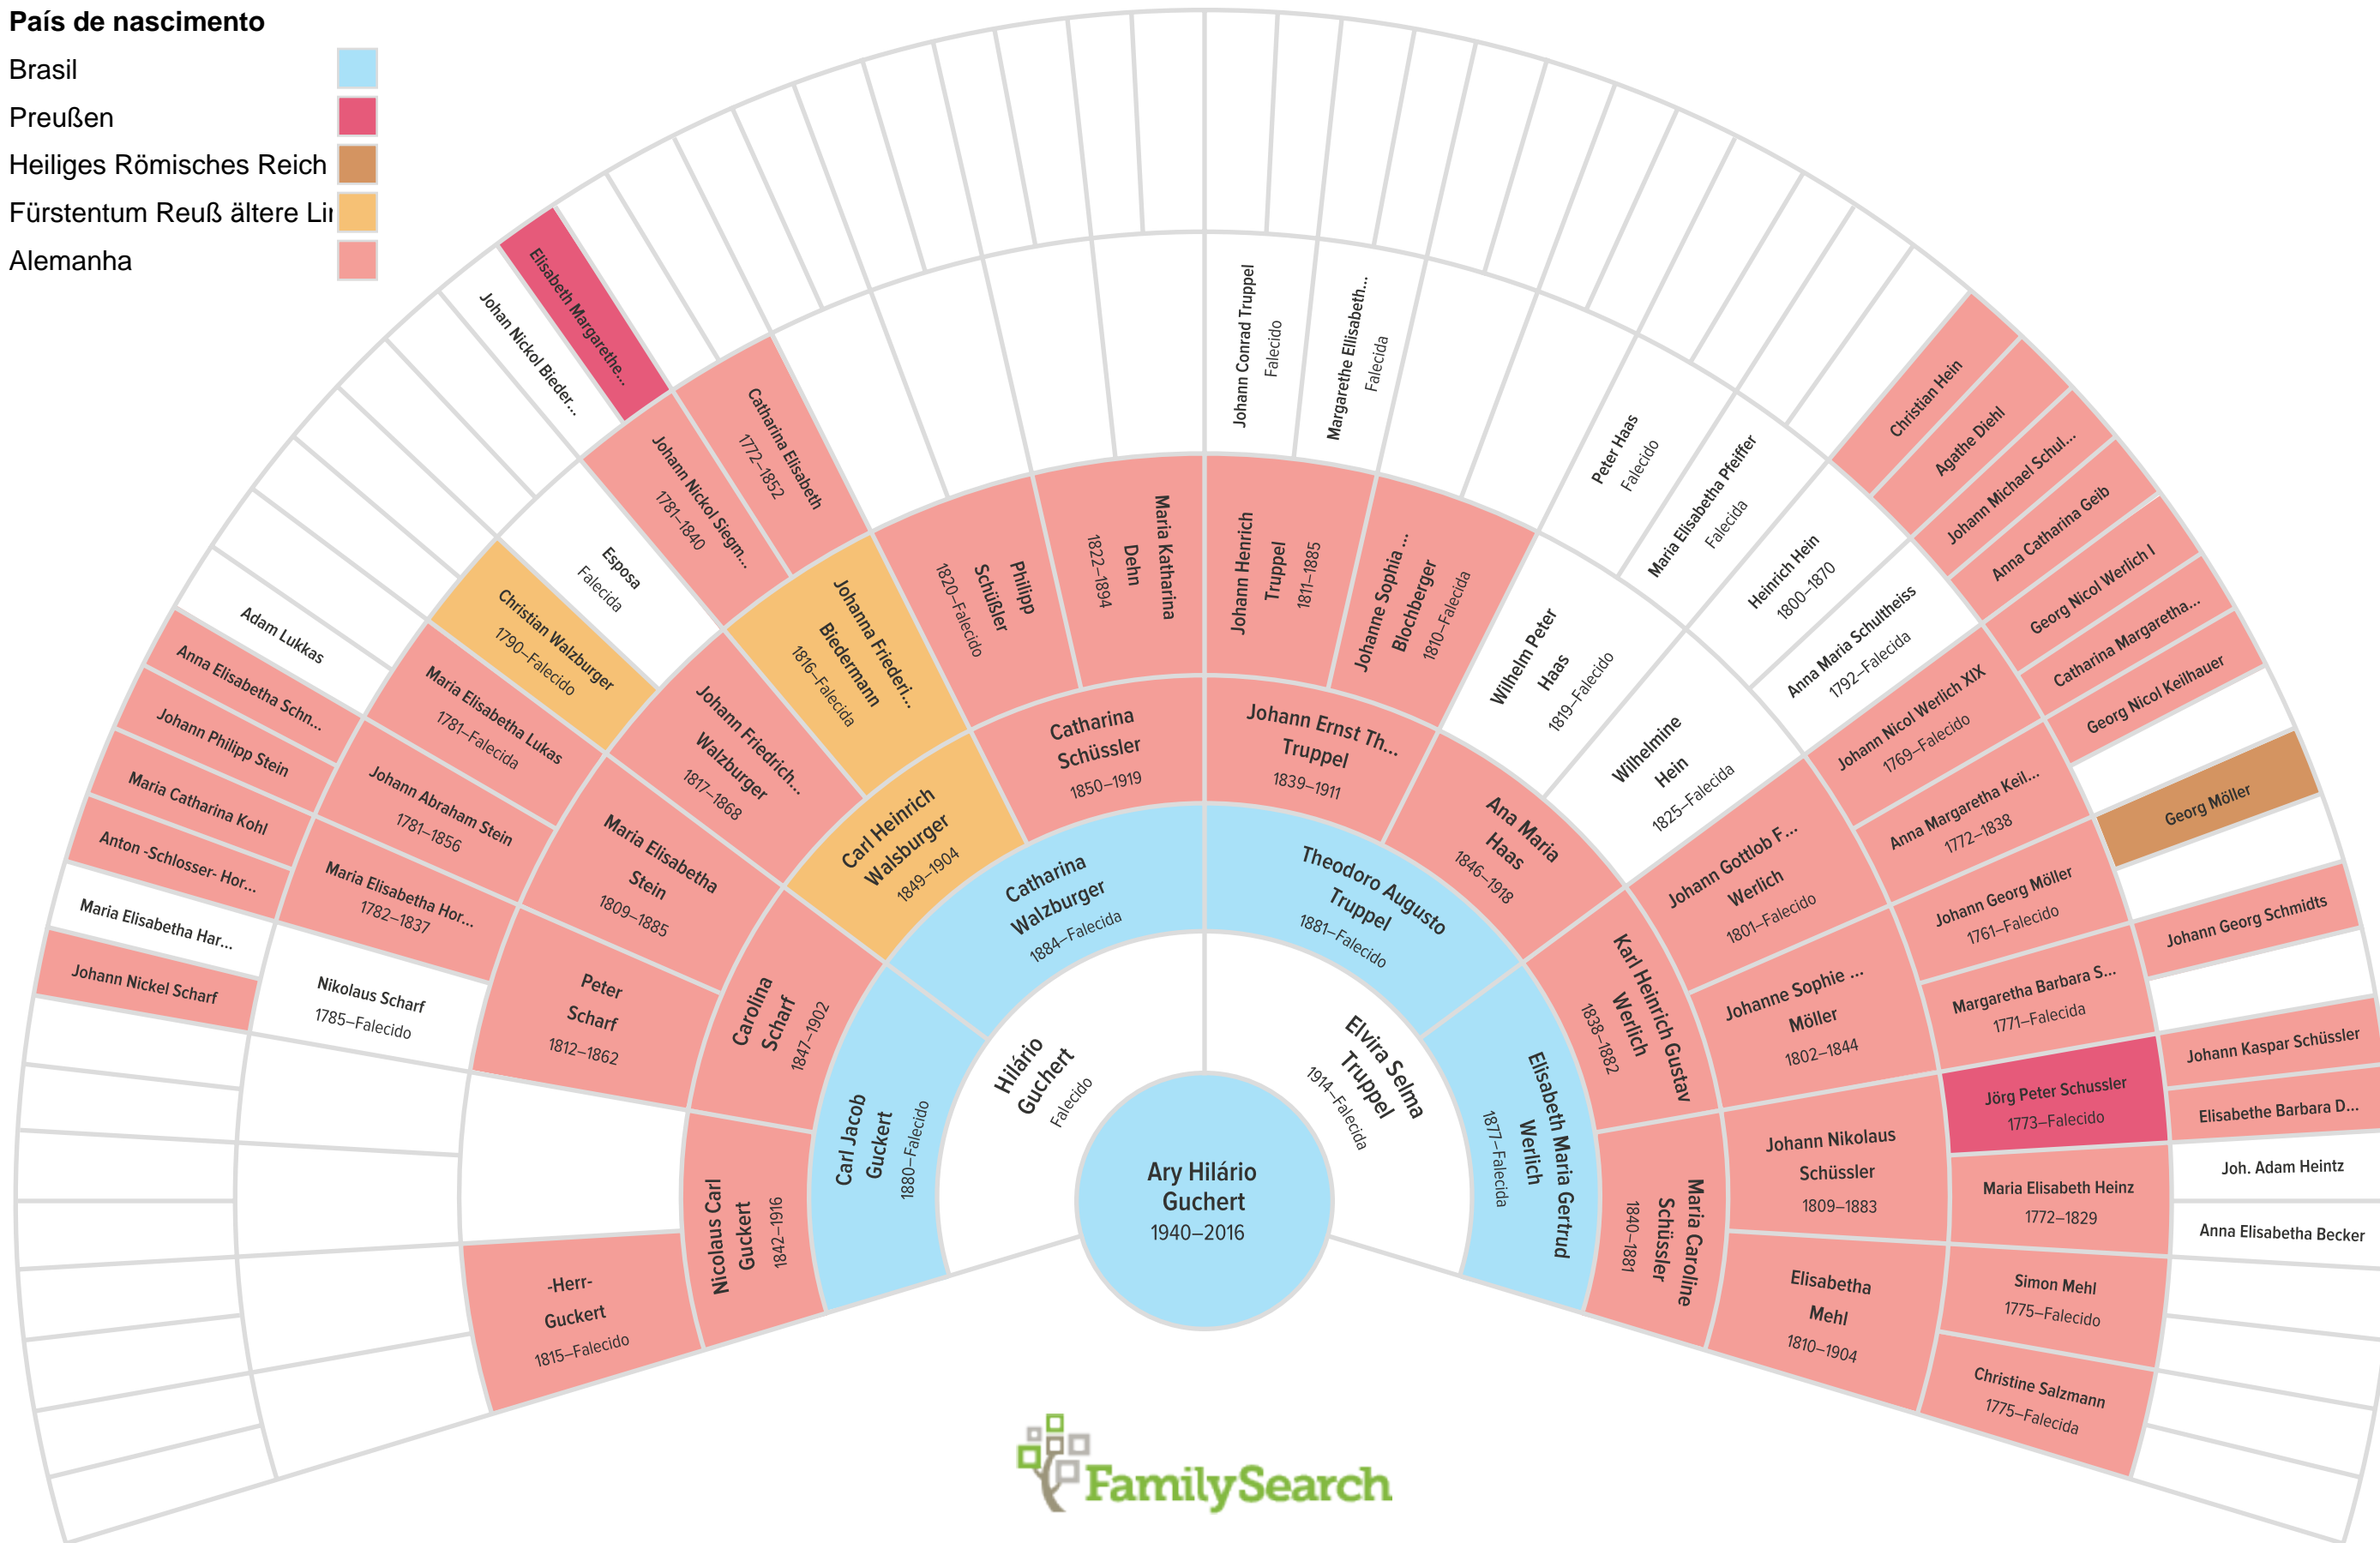 País de nascimento
Brasil
Preußen
Heiliges Römisches Reich
Fürstentum Reuß ältere Lin
Alemanha
Ary Hilário
Guchert
1940–2016
Hilário
Guchert
Falecido
Elvira Selma
Truppel
1914–Falecida
Carl Jacob
Guckert
1880–Falecido
Catharina
Walzburger
1884–Falecida
Theodoro Augusto
Truppel
1881–Falecido
Elisabeth Maria Gertrud
Werlich
1877–Falecida
Nicolaus Carl
Guckert
1842–1916
Carolina
Scharf
1847–1902
Carl Heinrich
Walsburger
1849–1904
Catharina
Schüssler
1850–1919
Johann Ernst Th...
Truppel
1839–1911
Ana Maria
Haas
1846–1918
Karl Heinrich Gustav
Werlich
1838–1882
Maria Caroline
Schüssler
1840–1881
-Herr-
Guckert
1815–Falecido
Peter
Scharf
1812–1862
Maria Elisabetha
Stein
1809–1885
Johann Friedrich...
Walzburger
1817–1868
Johanna Friederi...
Biedermann
1816–Falecida
Philipp
Schüßler
1820–Falecido
Maria Katharina
Dehn
1822–1894
Johann Henrich
Truppel
1811–1885
Johanne Sophia ...
Blochberger
1810–Falecida
Wilhelm Peter
Haas
1819–Falecido
Wilhelmine
Hein
1825–Falecida
Johann Gottlob F...
Werlich
1801–Falecido
Johanne Sophie ...
Möller
1802–1844
Johann Nikolaus
Schüssler
1809–1883
Elisabetha
Mehl
1810–1904
Nikolaus Scharf
1785–Falecido
Maria Elisabetha Hor...
1782–1837
Johann Abraham Stein
1781–1856
Maria Elisabetha Lukas
1781–Falecida
Christian Walzburger
1790–Falecido
Esposa
Falecida
Johann Nickol Siegm...
1781–1840
Catharina Elisabeth
1772–1852
Johann Conrad Truppel
Falecido
Margarethe Ellisabeth...
Falecida
Peter Haas
Falecido
Maria Elisabetha Pfeiffer
Falecida
Heinrich Hein
1800–1870
Anna Maria Schultheiss
1792–Falecida
Johann Nicol Werlich XIX
1769–Falecido
Anna Margaretha Keil...
1772–1838
Johann Georg Möller
1761–Falecido
Margaretha Barbara S...
1771–Falecida
Jörg Peter Schussler
1773–Falecido
Maria Elisabeth Heinz
1772–1829
Simon Mehl
1775–Falecido
Christine Salzmann
1775–Falecida
Johann Nickel Scharf
Maria Elisabetha Har...
Anton -Schlosser- Hor...
Maria Catharina Kohl
Johann Philipp Stein
Anna Elisabetha Schn...
Adam Lukkas
Johan Nickol Bieder...
Elisabeth Margarethe...
Christian Hein
Agathe Diehl
Johann Michael Schul...
Anna Catharina Geib
Georg Nicol Werlich I
Catharina Margaretha...
Georg Nicol Keilhauer
Georg Möller
Johann Georg Schmidts
Johann Kaspar Schüssler
Elisabethe Barbara D...
Joh. Adam Heintz
Anna Elisabetha Becker
FamilySearch